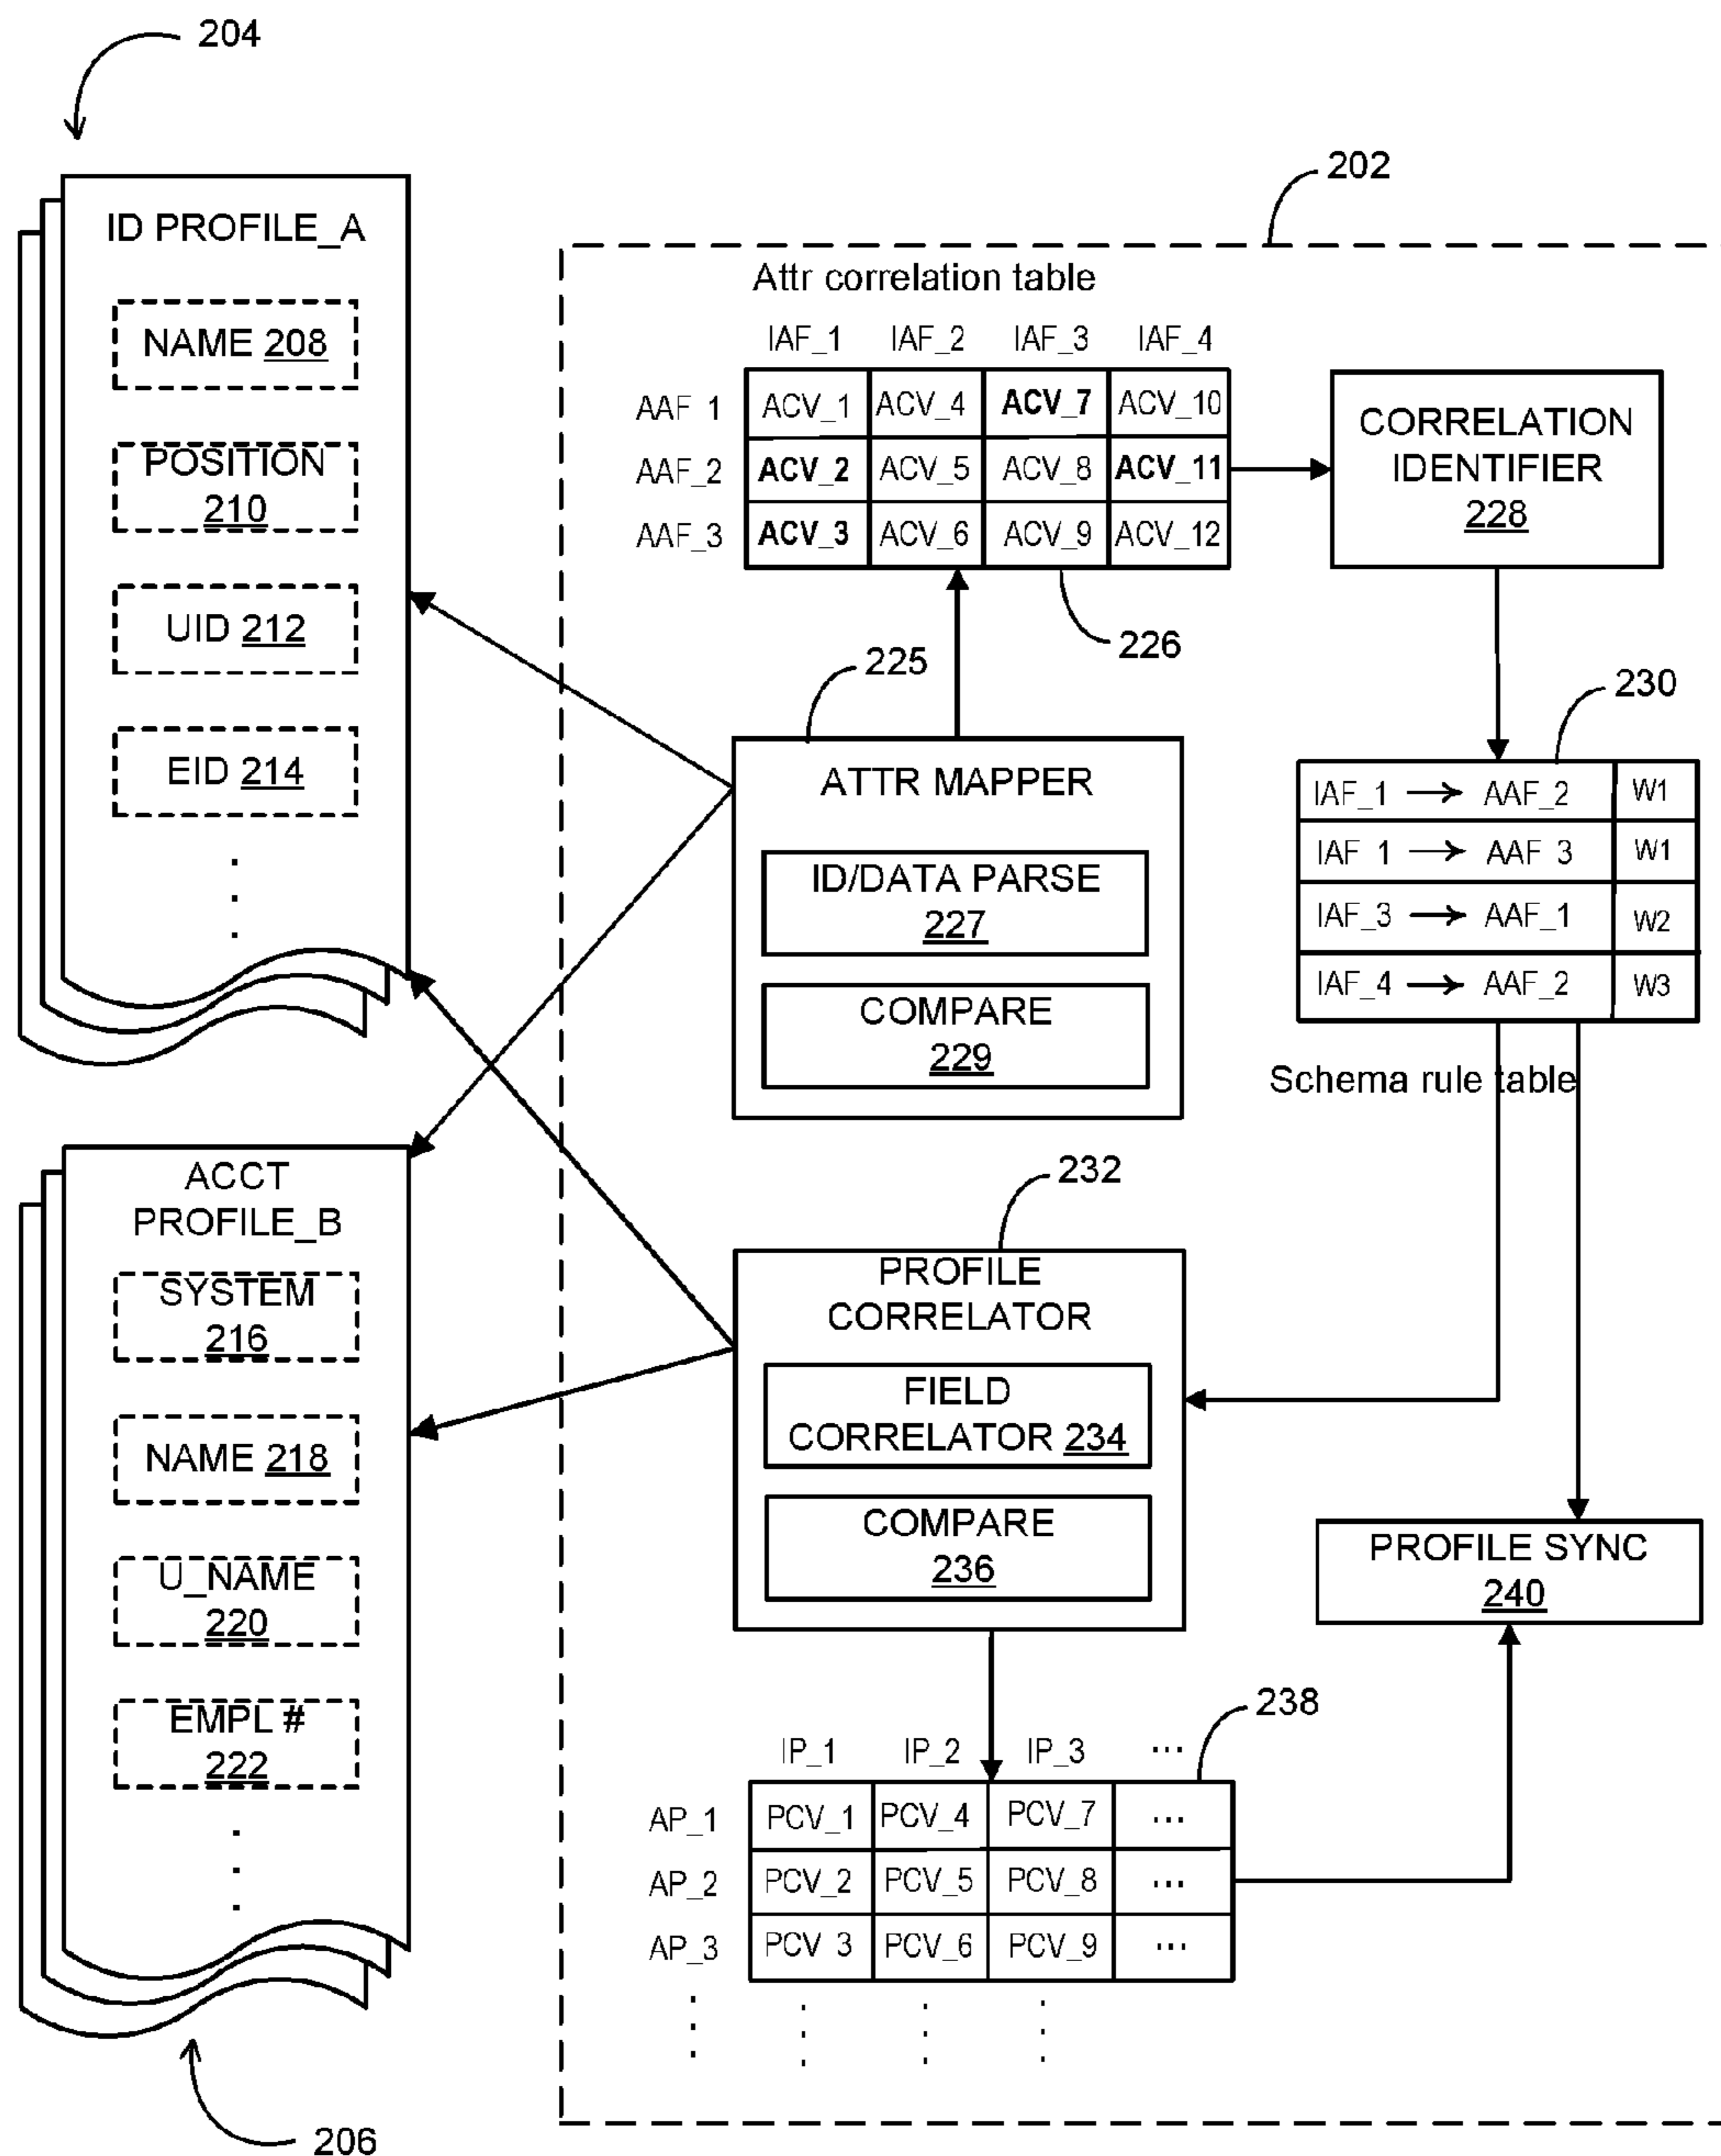 204
ID PROFILE_A
NAME 208
POSITION
210
UID 212
EID 214
.
.
.
202
Attr correlation table
IAF_1 IAF_2 IAF_3 IAF_4
AAF_1 ACV_1 ACV_4 ACV_7 ACV_10
AAF_2 ACV_2 ACV_5 ACV_8 ACV_11
AAF_3 ACV_3 ACV_6 ACV_9 ACV_12
226
CORRELATION
IDENTIFIER
228
225
ATTR MAPPER
ID/DATA PARSE
227
COMPARE
229
230
IAF_1 → AAF_2 W1
IAF_1 → AAF_3 W1
IAF_3 → AAF_1 W2
IAF_4 → AAF_2 W3
Schema rule table
ACCT
PROFILE_B
SYSTEM
216
NAME 218
U_NAME
220
EMPL #
222
.
.
.
206
232
PROFILE
CORRELATOR
FIELD
CORRELATOR 234
COMPARE
236
PROFILE SYNC
240
238
IP_1 IP_2 IP_3 ...
AP_1 PCV_1 PCV_4 PCV_7 ...
AP_2 PCV_2 PCV_5 PCV_8 ...
AP_3 PCV_3 PCV_6 PCV_9 ...
. . . .
. . . .
. . . .